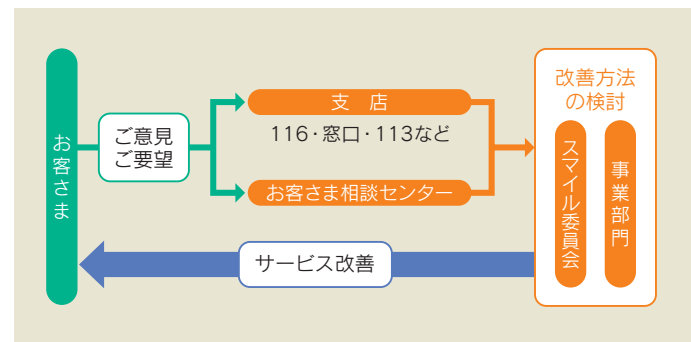 お客さま
ご意見
ご要望
支 店
116・窓口・113など
お客さま相談センター
改善方法
の検討
スマイル委員会
事業部門
サービス改善